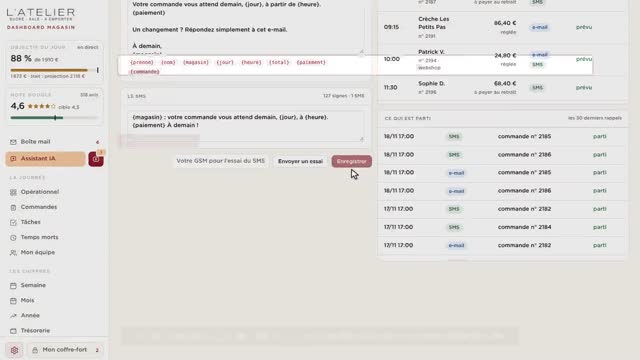 L'ATELIER
SUCRÉ - SALÉ - À EMPORTER
DASHBOARD MAGASIN
OBJECTIF DU JOUR en direct
88 % de 1 900 €
NOTE GOOGLE 318 avis
4,6 ★★★★☆ cible 4,3
Boîte mail 4
Assistant IA
LA JOURNÉE
Opérationnel
Commandes
Tâches
Temps morts
Mon équipe
LES CHIFFRES
Semaine
Mois
Année
Trésorerie
Mon coffre-fort 2
Votre commande vous attend demain, {jour}, à partir de {heure}.
{paiement}
Un changement ? Répondez simplement à cet e-mail.
À demain,
{prenom} {nom} {magasin} {jour} {heure} {total} {paiement}
{commande}
LE SMS 127 signes · 1 SMS
{magasin} : votre commande vous attend demain, {jour}, à {heure}.
{paiement} À demain !
Votre GSM pour l'essai du SMS
Envoyer un essai
Enregistrer
n° 2187 à payer au retrait
09:15 Crèche Les Petits Pas n° 2191 86,40 € réglée e-mail prévu
10:00 Patrick V. n° 2194 Webshop 24,80 € réglée e-mail SMS prévu
11:30 Sophie D. n° 2198 68,40 € à payer au retrait SMS prévu
CE QUI EST PARTI les 30 derniers rappels
16/11 17:00 SMS commande n° 2185 parti
16/11 17:00 SMS commande n° 2186 parti
16/11 17:00 e-mail commande n° 2185 parti
16/11 17:00 e-mail commande n° 2186 parti
17/11 17:00 SMS commande n° 2182 parti
17/11 17:00 SMS commande n° 2184 parti
17/11 17:00 e-mail commande n° 2182 parti